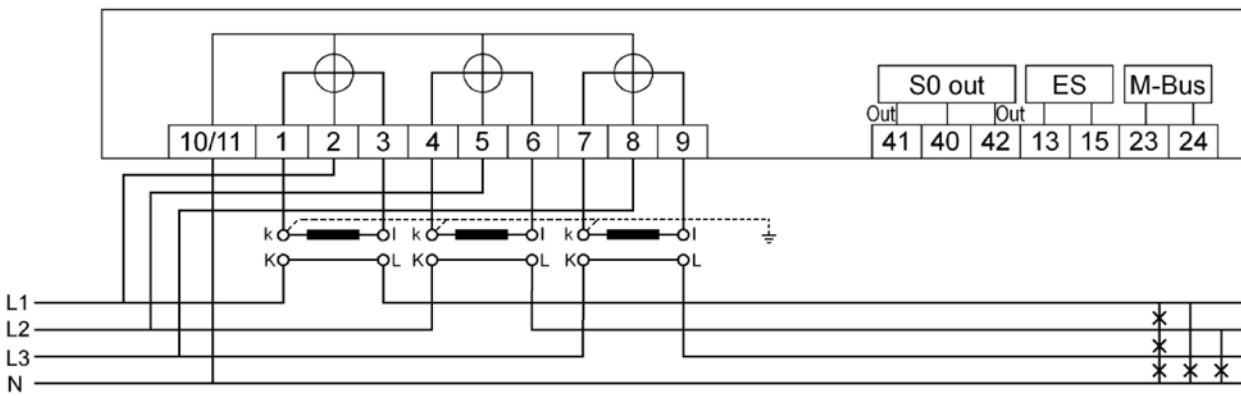 S0 out ES M-Bus
Out Out
10/11 1 2 3 4 5 6 7 8 9 41 40 42 13 15 23 24
k l k l k l
K L K L K L
L1
L2
L3
N